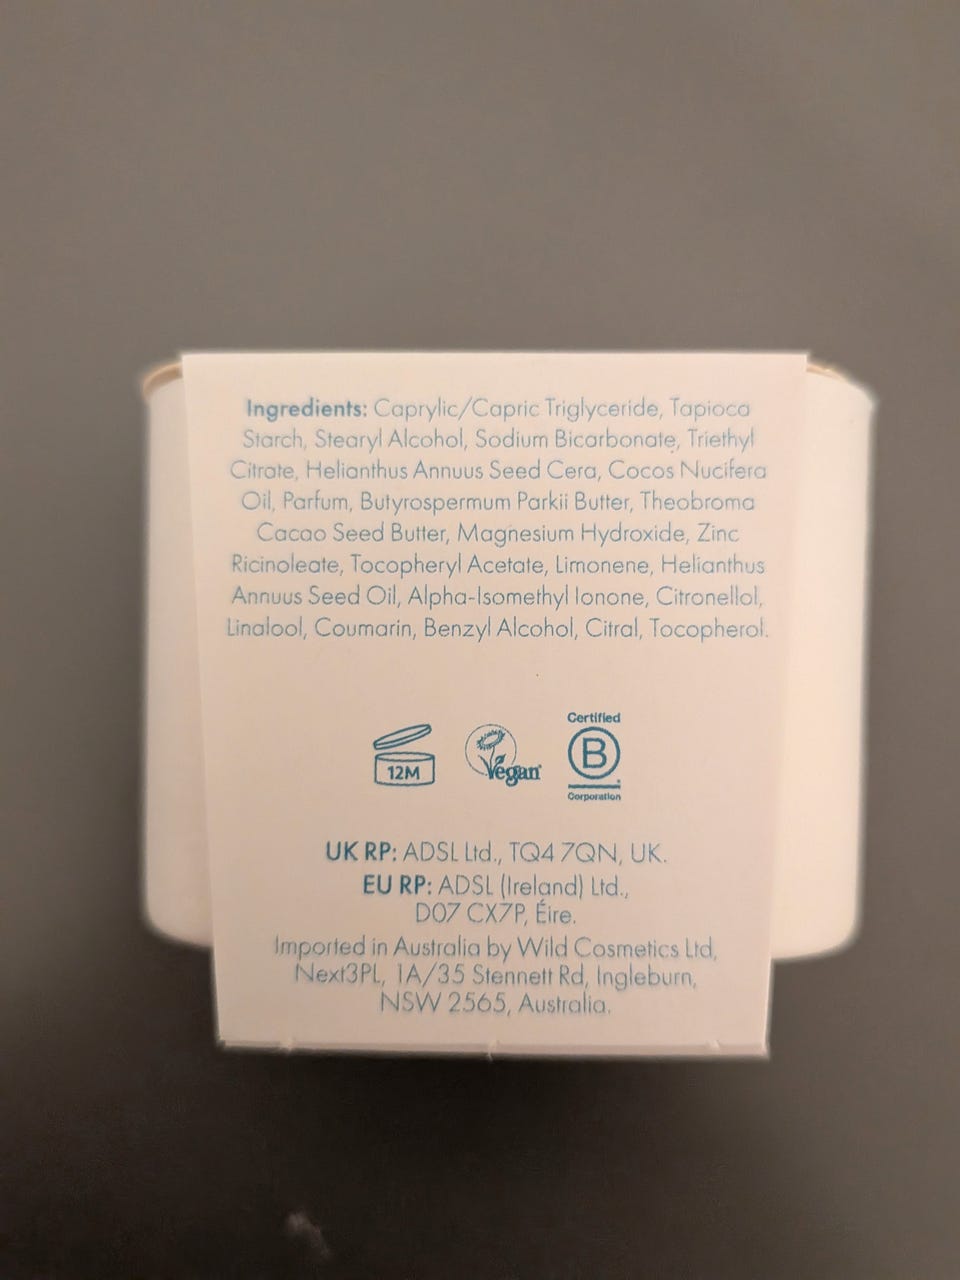 Ingredients: Caprylic/Capric Triglyceride, Tapioca
Starch, Stearyl Alcohol, Sodium Bicarbonate, Triethyl
Citrate, Helianthus Annuus Seed Cera, Cocos Nucifera
Oil, Parfum, Butyrospermum Parkii Butter, Theobroma
Cacao Seed Butter, Magnesium Hydroxide, Zinc
Ricinoleate, Tocopheryl Acetate, Limonene, Helianthus
Annuus Seed Oil, Alpha-Isomethyl Ionone, Citronellol,
Linalool, Coumarin, Benzyl Alcohol, Citral, Tocopherol.
12M
Vegan
Certified
B
Corporation
UK RP: ADSL Ltd., TQ4 7QN, UK.
EU RP: ADSL (Ireland) Ltd.,
D07 CX7P, Éire.
Imported in Australia by Wild Cosmetics Ltd,
Next3PL, 1A/35 Stennett Rd, Ingleburn,
NSW 2565, Australia.